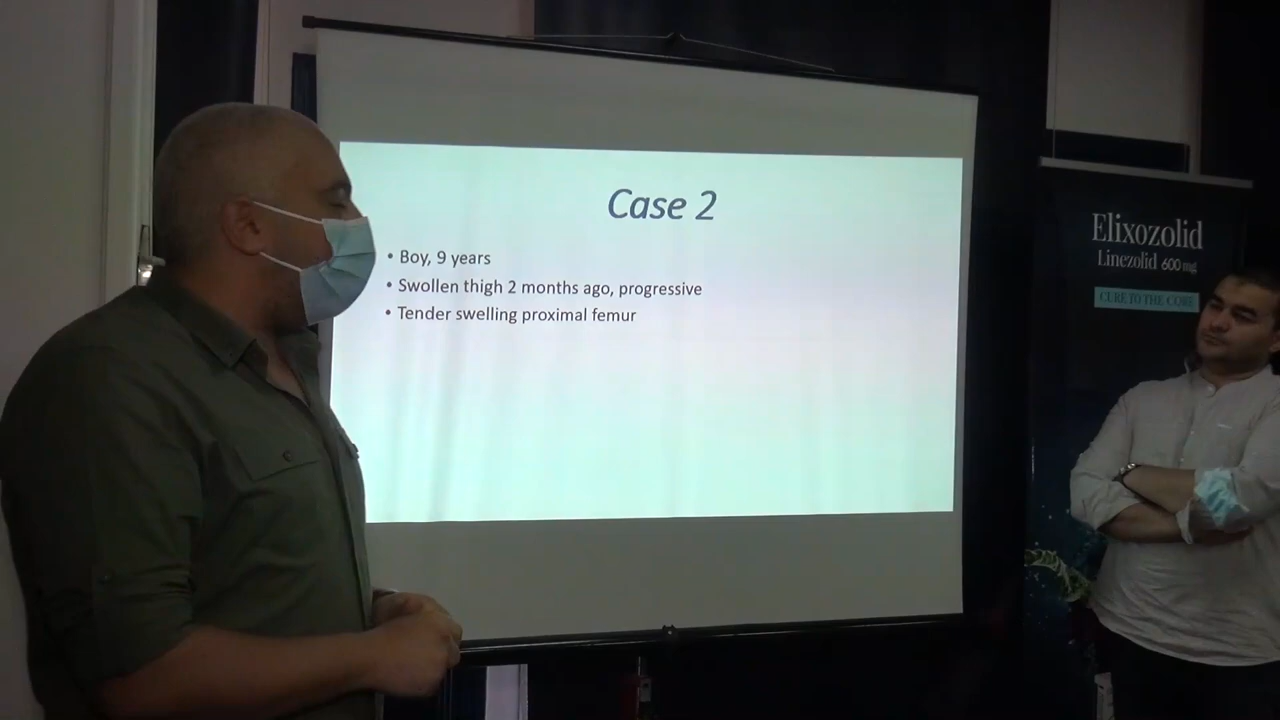 Case 2
• Boy, 9 years
• Swollen thigh 2 months ago, progressive
• Tender swelling proximal femur
Elixozolid
Linezolid 600 mg
CURE TO THE CORE